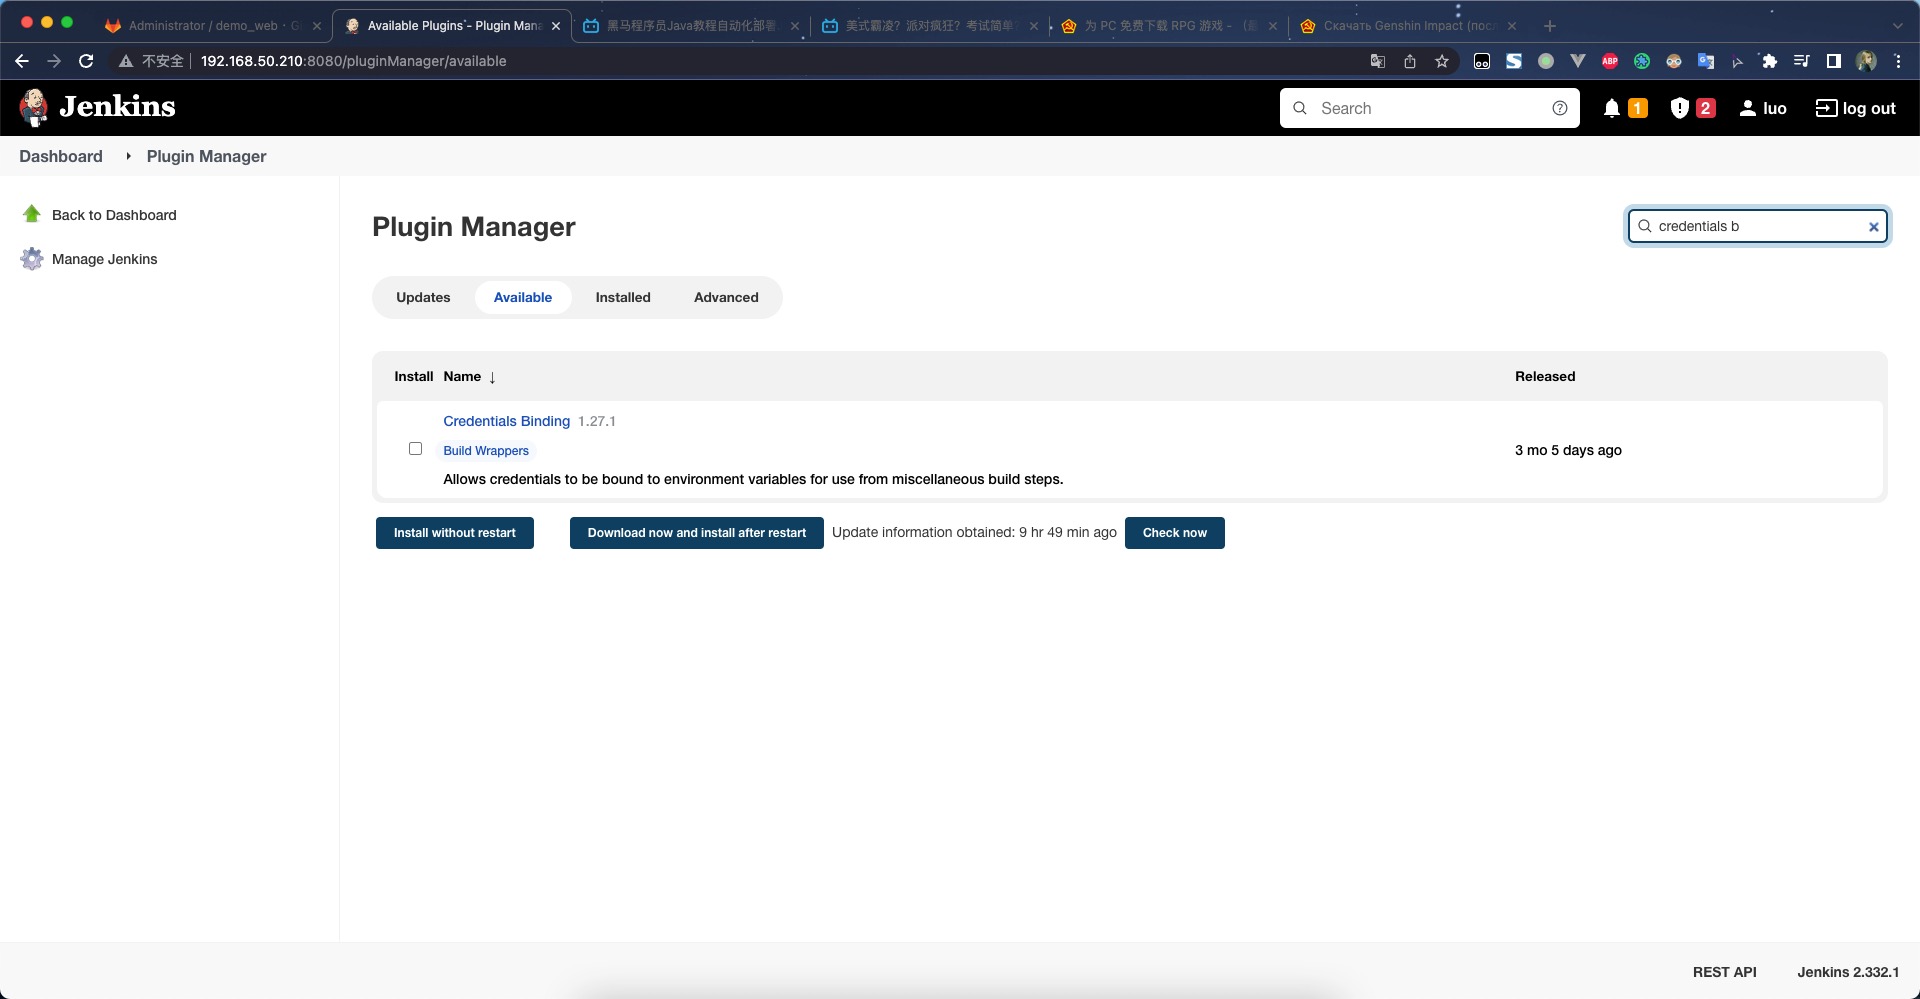 Administrator / demo_web · G
Available Plugins - Plugin Mana
黑马程序员Java教程自动化部署
美式霸凌？派对疯狂？考试简单
为 PC 免费下载 RPG 游戏 - （最
Скачать Genshin Impact (посл
不安全
192.168.50.210:8080/pluginManager/available
ABP
Jenkins
Search
1
2
luo
log out
Dashboard
Plugin Manager
Back to Dashboard
Manage Jenkins
Plugin Manager
credentials b
Updates
Available
Installed
Advanced
Install Name ↓
Released
Credentials Binding 1.27.1
Build Wrappers
3 mo 5 days ago
Allows credentials to be bound to environment variables for use from miscellaneous build steps.
Install without restart
Download now and install after restart
Update information obtained: 9 hr 49 min ago
Check now
REST API
Jenkins 2.332.1